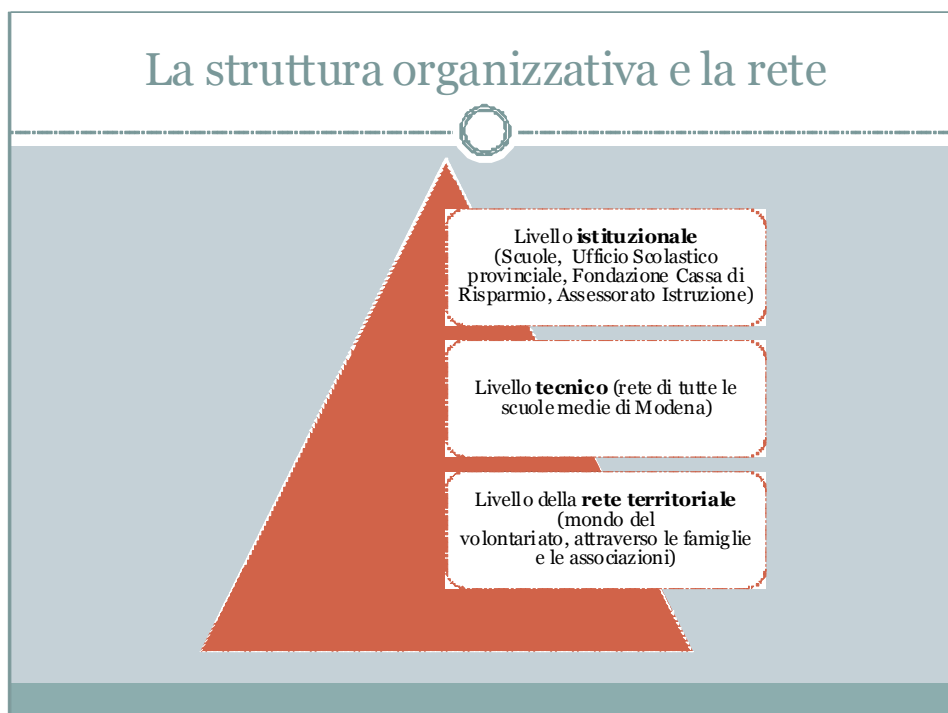 La struttura organizzativa e la rete
Livello istituzionale
(Scuole, Ufficio Scolastico
provinciale, Fondazione Cassa di
Risparmio, Assessorato Istruzione)
Livello tecnico (rete di tutte le
scuole medie di Modena)
Livello della rete territoriale
(mondo del
volontariato, attraverso le famiglie
e le associazioni)